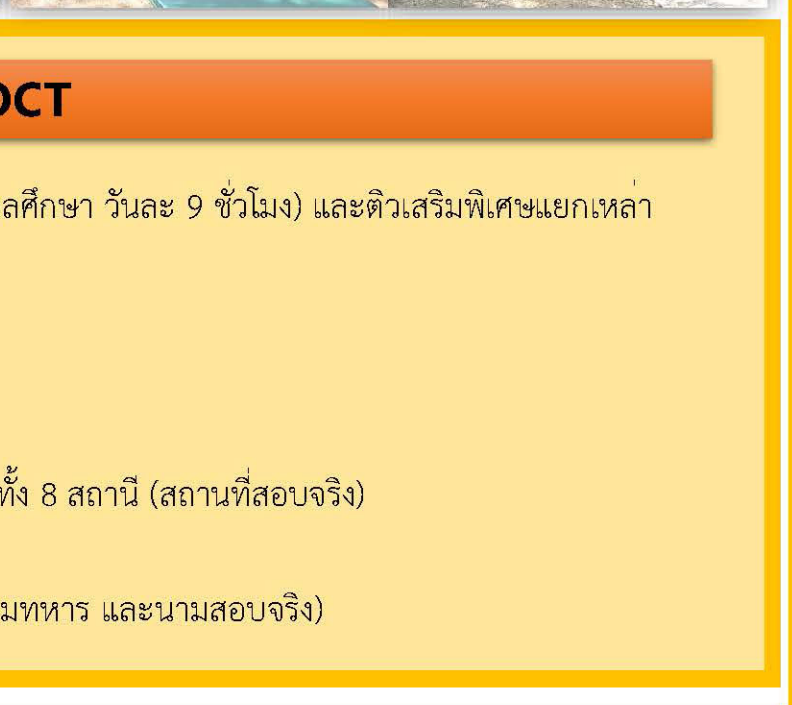 OCT
ลศึกษา วันละ 9 ชั่วโมง) และติวเสริมพิเศษแยกเหล่า
ทั้ง 8 สถานี (สถานที่สอบจริง)
มทหาร และนามสอบจริง)